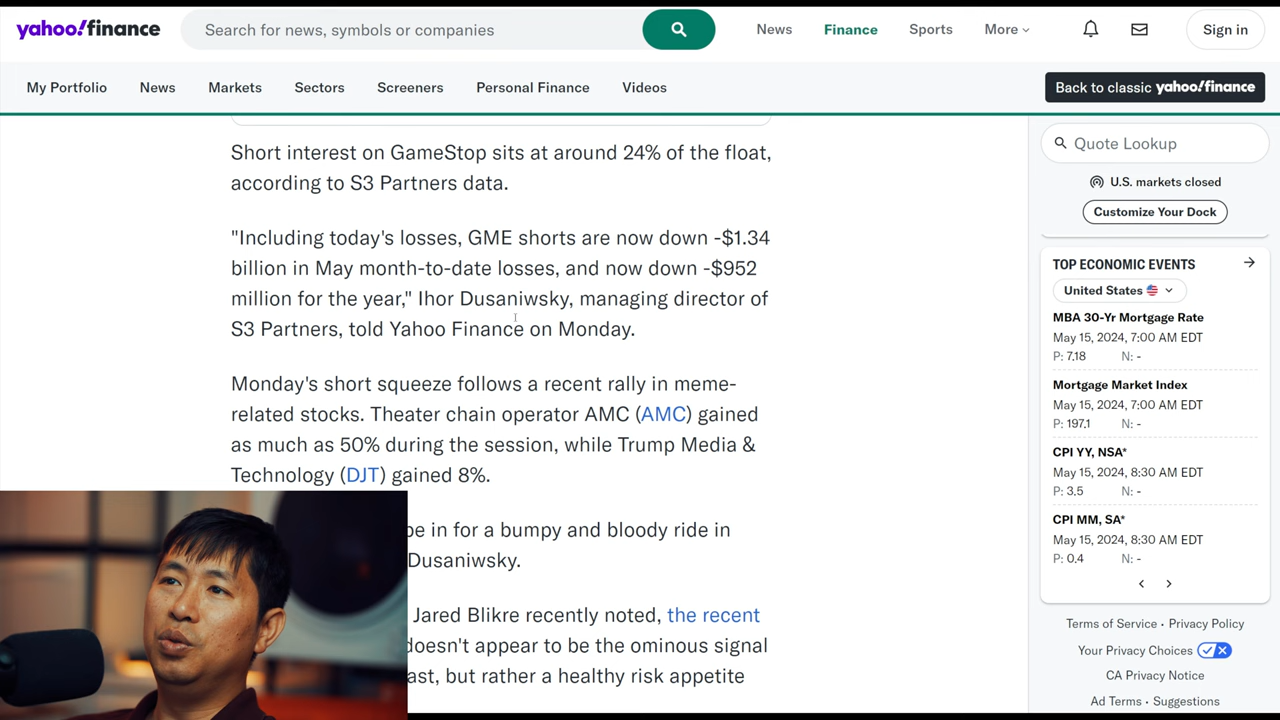 yahoo!finance
Search for news, symbols or companies
News
Finance
Sports
More
Sign in
My Portfolio
News
Markets
Sectors
Screeners
Personal Finance
Videos
Back to classic yahoo!finance
Short interest on GameStop sits at around 24% of the float,
according to S3 Partners data.
"Including today's losses, GME shorts are now down -$1.34
billion in May month-to-date losses, and now down -$952
million for the year," Ihor Dusaniwsky, managing director of
S3 Partners, told Yahoo Finance on Monday.
Monday's short squeeze follows a recent rally in meme-
related stocks. Theater chain operator AMC (AMC) gained
as much as 50% during the session, while Trump Media &
Technology (DJT) gained 8%.
be in for a bumpy and bloody ride in
Dusaniwsky.
Jared Blikre recently noted, the recent
doesn't appear to be the ominous signal
ast, but rather a healthy risk appetite
Quote Lookup
U.S. markets closed
Customize Your Dock
TOP ECONOMIC EVENTS
United States
MBA 30-Yr Mortgage Rate
May 15, 2024, 7:00 AM EDT
P: 7.18 N: -
Mortgage Market Index
May 15, 2024, 7:00 AM EDT
P: 197.1 N: -
CPI YY, NSA*
May 15, 2024, 8:30 AM EDT
P: 3.5 N: -
CPI MM, SA*
May 15, 2024, 8:30 AM EDT
P: 0.4 N: -
Terms of Service • Privacy Policy
Your Privacy Choices
CA Privacy Notice
Ad Terms • Suggestions